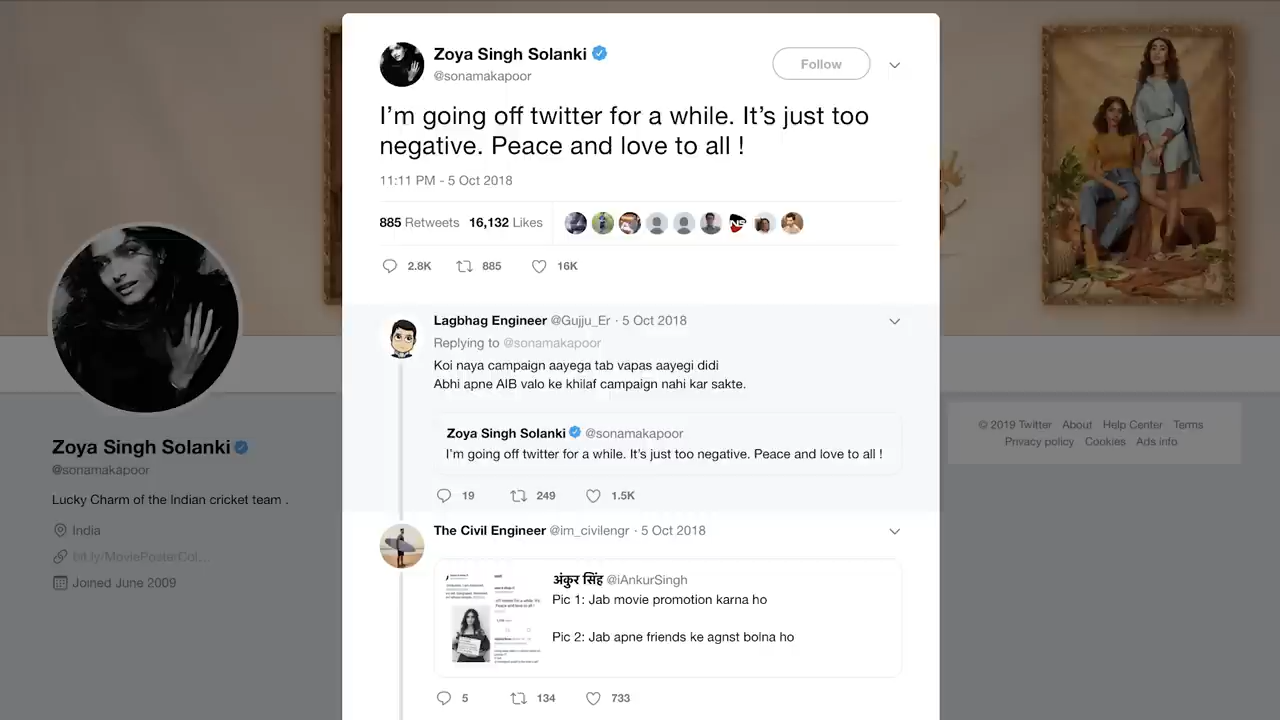 Zoya Singh Solanki
@sonamakapoor
Follow
I'm going off twitter for a while. It's just too
negative. Peace and love to all !
11:11 PM - 5 Oct 2018
885 Retweets 16,132 Likes
2.8K 885 16K
Lagbhag Engineer @Gujju_Er · 5 Oct 2018
Replying to @sonamakapoor
Koi naya campaign aayega tab vapas aayegi didi
Abhi apne AIB valo ke khilaf campaign nahi kar sakte.
Zoya Singh Solanki @sonamakapoor
I'm going off twitter for a while. It's just too negative. Peace and love to all !
19 249 1.5K
The Civil Engineer @im_civilengr · 5 Oct 2018
अंकुर सिंह @iAnkurSingh
Pic 1: Jab movie promotion karna ho
Pic 2: Jab apne friends ke agnst bolna ho
5 134 733
Zoya Singh Solanki
@sonamakapoor
Lucky Charm of the Indian cricket team .
India
bit.ly/MoviePosterCol...
Joined June 2009
© 2019 Twitter About Help Center Terms
Privacy policy Cookies Ads info